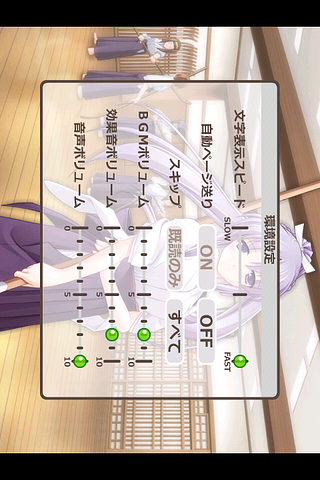 環境設定
文字表示スピード
SLOW FAST
自動ページ送り ON OFF
スキップ 既読のみ すべて
BGMボリューム 0 5 10
効果音ボリューム 0 5 10
音声ボリューム 0 5 10